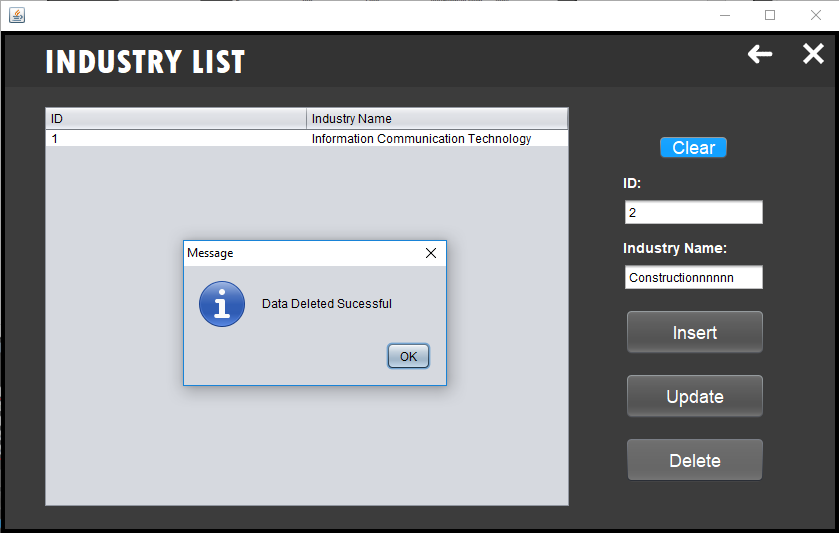 INDUSTRY LIST
ID Industry Name
1 Information Communication Technology
Clear
ID:
2
Industry Name:
Constructionnnnnn
Message
Data Deleted Sucessful
OK
Insert
Update
Delete